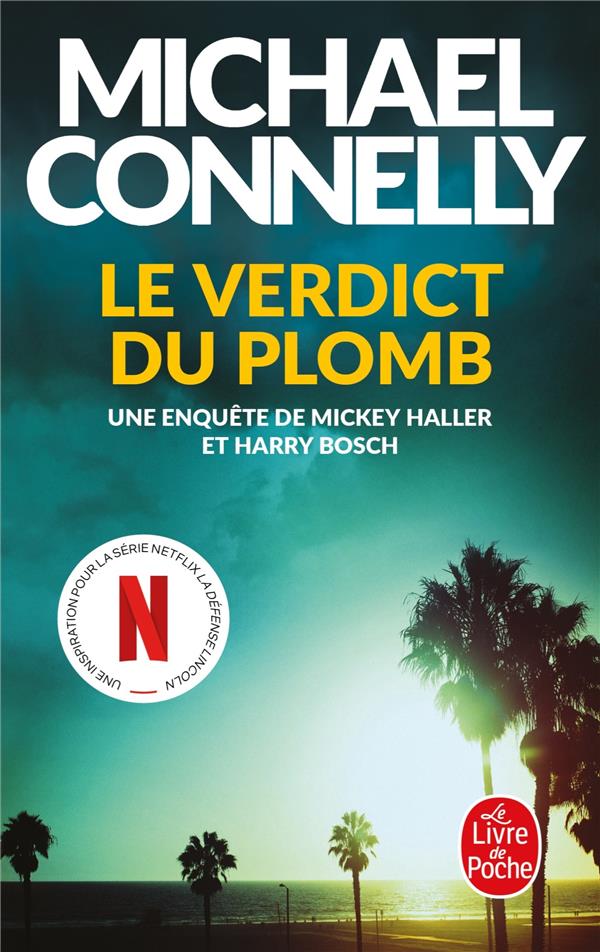 MICHAEL
CONNELLY
LE VERDICT
DU PLOMB
UNE ENQUÊTE DE MICKEY HALLER
ET HARRY BOSCH
UNE INSPIRATION POUR LA SÉRIE NETFLIX LA DÉFENSE LINCOLN
N
Le
Livre
de
Poche